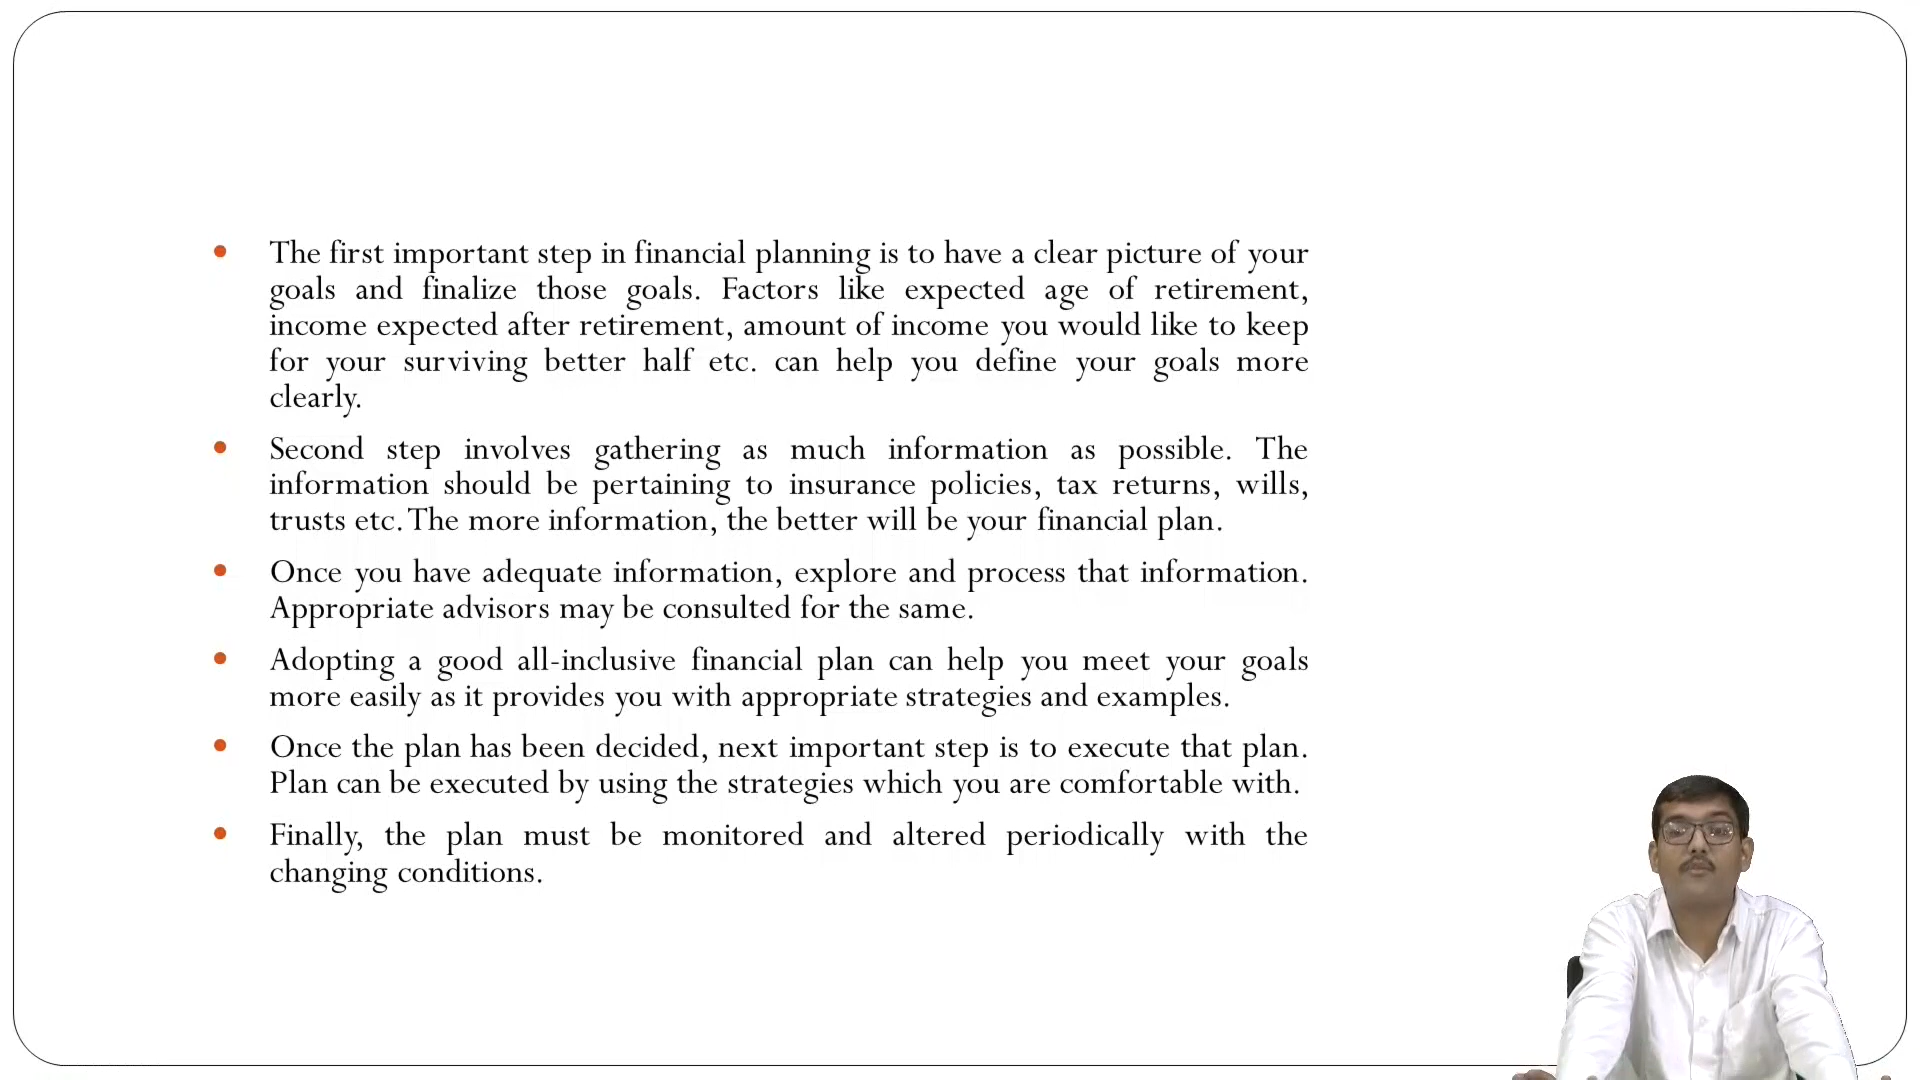 • The first important step in financial planning is to have a clear picture of your
goals and finalize those goals. Factors like expected age of retirement,
income expected after retirement, amount of income you would like to keep
for your surviving better half etc. can help you define your goals more
clearly.
• Second step involves gathering as much information as possible. The
information should be pertaining to insurance policies, tax returns, wills,
trusts etc. The more information, the better will be your financial plan.
• Once you have adequate information, explore and process that information.
Appropriate advisors may be consulted for the same.
• Adopting a good all-inclusive financial plan can help you meet your goals
more easily as it provides you with appropriate strategies and examples.
• Once the plan has been decided, next important step is to execute that plan.
Plan can be executed by using the strategies which you are comfortable with.
• Finally, the plan must be monitored and altered periodically with the
changing conditions.